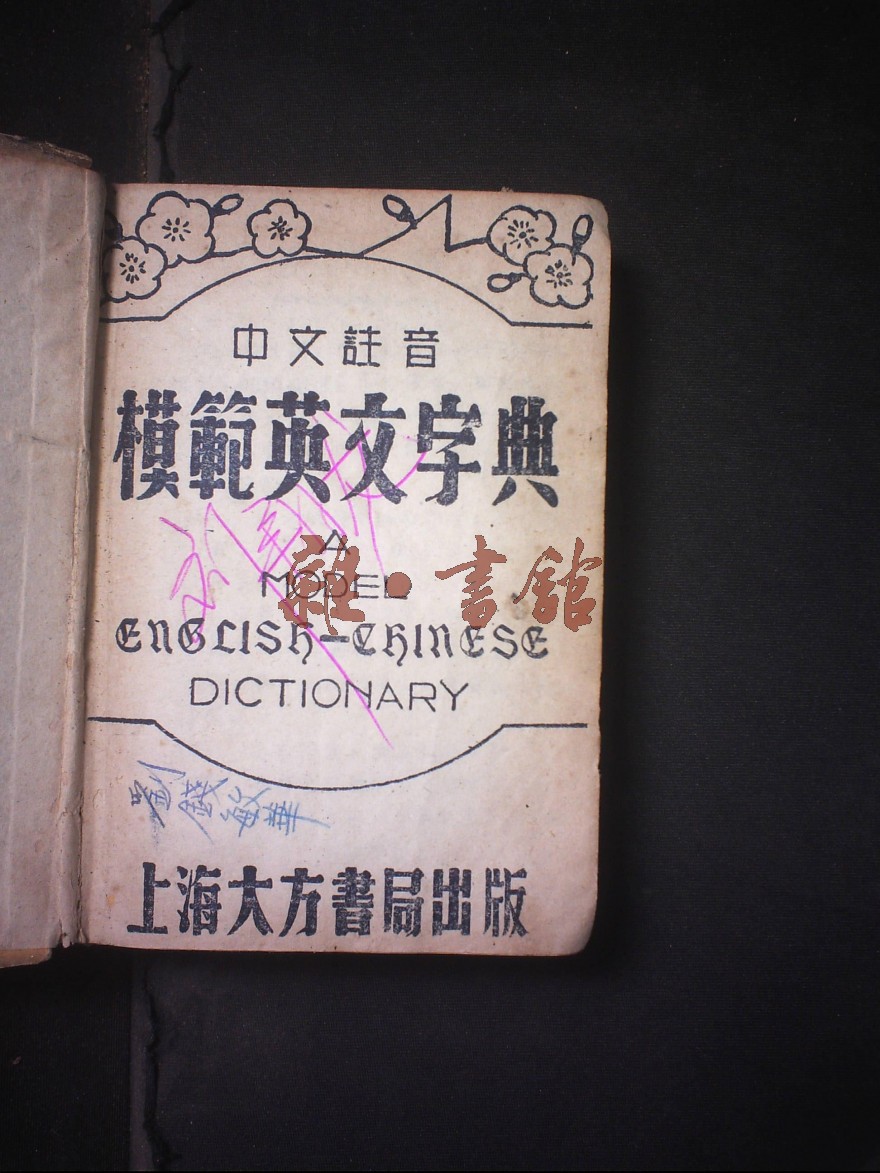 中文註音
模範英文字典
A
MODEL
雜·書館
ENGLISH-CHINESE
DICTIONARY
上海大方書局出版